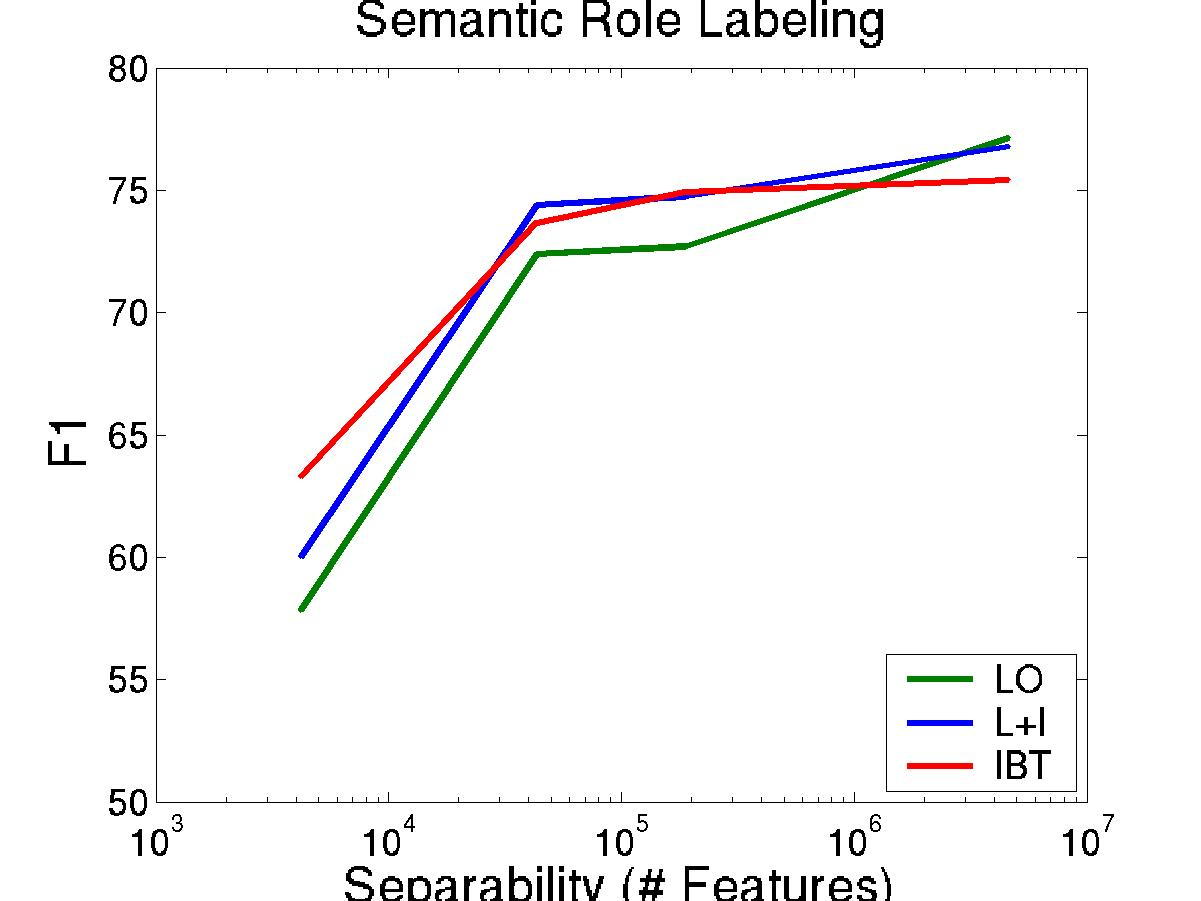 Semantic Role Labeling
80
75
70
65
60
55
50
F1
LO
L+I
IBT
10^3 10^4 10^5 10^6 10^7
Separability (# Features)